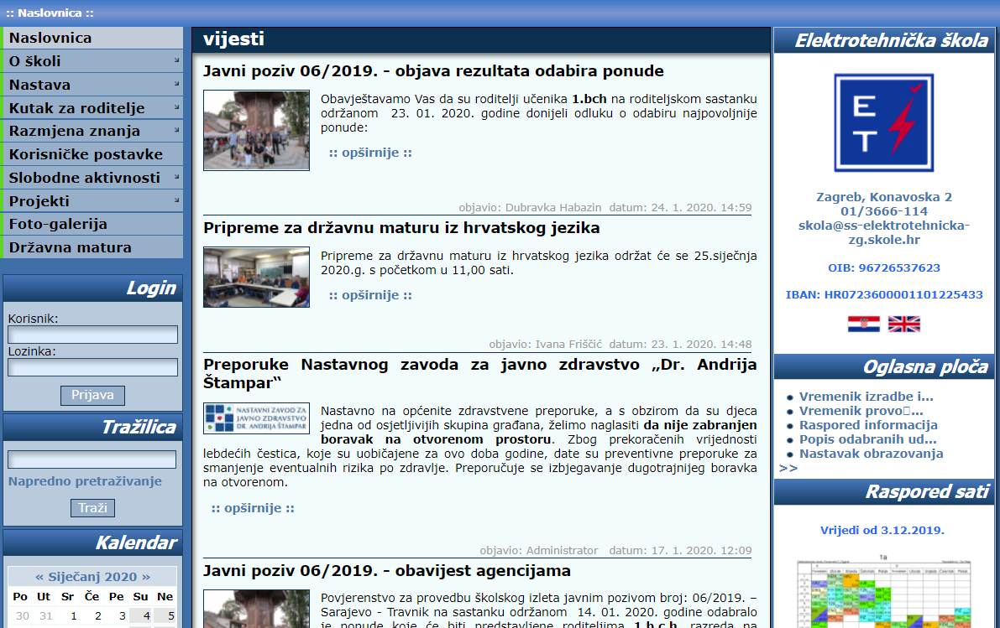 :: Naslovnica ::
Naslovnica
O školi
Nastava
Kutak za roditelje
Razmjena znanja
Korisničke postavke
Slobodne aktivnosti
Projekti
Foto-galerija
Državna matura
Login
Korisnik:
Lozinka:
Prijava
Tražilica
Napredno pretraživanje
Traži
Kalendar
« Siječanj 2020 »
Po Ut Sr Če Pe Su Ne
30 31 1 2 3 4 5
vijesti
Javni poziv 06/2019. - objava rezultata odabira ponude
Obavještavamo Vas da su roditelji učenika 1.bch na roditeljskom sastanku
održanom 23. 01. 2020. godine donijeli odluku o odabiru najpovoljnije
ponude:
:: opširnije ::
objavio: Dubravka Habazin datum: 24. 1. 2020. 14:59
Pripreme za državnu maturu iz hrvatskog jezika
Pripreme za državnu maturu iz hrvatskog jezika održat će se 25.siječnja
2020.g. s početkom u 11,00 sati.
:: opširnije ::
objavio: Ivana Friščić datum: 23. 1. 2020. 14:48
Preporuke Nastavnog zavoda za javno zdravstvo „Dr. Andrija
Štampar“
NASTAVNI ZAVOD ZA
JAVNO ZDRAVSTVO
DR. ANDRIJA ŠTAMPAR
Nastavno na općenite zdravstvene preporuke, a s obzirom da su djeca
jedna od osjetljivijih skupina građana, želimo naglasiti da nije zabranjen
boravak na otvorenom prostoru. Zbog prekoračenih vrijednosti
lebdećih čestica, koje su uobičajene za ovo doba godine, date su preventivne preporuke za
smanjenje eventualnih rizika po zdravlje. Preporučuje se izbjegavanje dugotrajnijeg boravka
na otvorenom.
:: opširnije ::
objavio: Administrator datum: 17. 1. 2020. 12:09
Javni poziv 06/2019. - obavijest agencijama
Povjerenstvo za provedbu školskog izleta javnim pozivom broj: 06/2019. –
Sarajevo - Travnik na sastanku održanom 14. 01. 2020. godine odabralo
je ponude koje će biti predstavljene roditeljima 1.b,c,h, razreda na
Elektrotehnička škola
E
T
Zagreb, Konavoska 2
01/3666-114
skola@ss-elektrotehnicka-
zg.skole.hr
OIB: 96726537623
IBAN: HR0723600001101225433
Oglasna ploča
Vremenik izradbe i...
Vremenik provo▯...
Raspored informacija
Popis odabranih ud...
Nastavak obrazovanja
>>
Raspored sati
Vrijedi od 3.12.2019.
1a